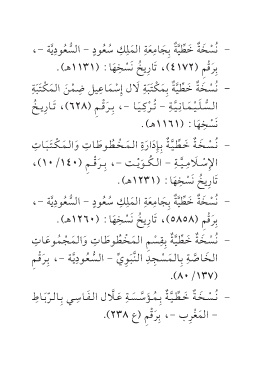 - نُسْخَةٌ خَطِّيَّةٌ بِجَامِعَةِ المَلِكِ سُعُودٍ - السُّعُودِيَّة -،
بِرَقْمِ (٤١٧٢)، تَارِيخُ نَسْخِهَا: (١١٣١هـ).
- نُسْخَةٌ خَطِّيَّةٌ بِمَكْتَبَةِ لَال إِسْمَاعِيل ضِمْنَ المَكْتَبَةِ
السُّلَيْمَانِيَّةِ - تُرْكِيَا -، بِرَقْمِ (٦٢٨)، تَارِيخُ
نَسْخِهَا: (١١٦١هـ).
- نُسْخَةٌ خَطِّيَّةٌ بِإِدَارَةِ المَخْطُوطَاتِ وَالمَكْتَبَاتِ
الإِسْلَامِيَّةِ - الكُوَيْت -، بِرَقْمِ (١٤٠/ ١٠)،
تَارِيخُ نَسْخِهَا: (١٢٣١هـ).
- نُسْخَةٌ خَطِّيَّةٌ بِجَامِعَةِ المَلِكِ سُعُودٍ - السُّعُودِيَّة -،
بِرَقْمِ (٥٨٥٨)، تَارِيخُ نَسْخِهَا: (١٢٦٠هـ).
- نُسْخَةٌ خَطِّيَّةٌ بِقِسْمِ المَخْطُوطَاتِ وَالمَجْمُوعَاتِ
الخَاصَّةِ بِالمَسْجِدِ النَّبَوِيِّ - السُّعُودِيَّة -، بِرَقْمِ
(١٣٧/ ٨٠).
- نُسْخَةٌ خَطِّيَّةٌ بِمُؤَسَّسَةِ عَلَّال الفَاسِي بِالرِّبَاطِ
- المَغْرِب -، بِرَقْمِ (ع ٢٣٨).